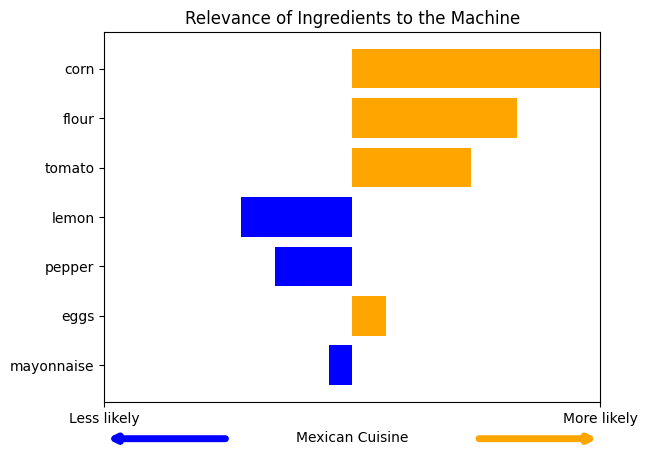 Relevance of Ingredients to the Machine
corn
flour
tomato
lemon
pepper
eggs
mayonnaise
Less likely
More likely
Mexican Cuisine